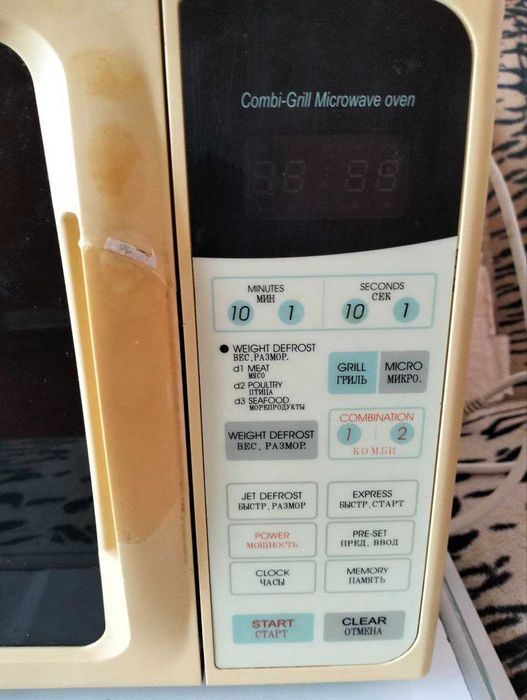 Combi-Grill Microwave oven
MINUTES
МИН
SECONDS
СЕК
10 1
10 1
WEIGHT DEFROST
ВЕС. РАЗМОР.
d1 MEAT
МЯСО
d2 POULTRY
ПТИЦА
d3 SEAFOOD
МОРЕПРОДУКТЫ
GRILL
ГРИЛЬ
MICRO
МИКРО.
WEIGHT DEFROST
ВЕС. РАЗМОР.
COMBINATION
1 2
КОМБИ
JET DEFROST
БЫСТР. РАЗМОР
EXPRESS
БЫСТР. СТАРТ
POWER
МОЩНОСТЬ
PRE-SET
ПРЕД. ВВОД
CLOCK
ЧАСЫ
MEMORY
ПАМЯТЬ
START
СТАРТ
CLEAR
ОТМЕНА